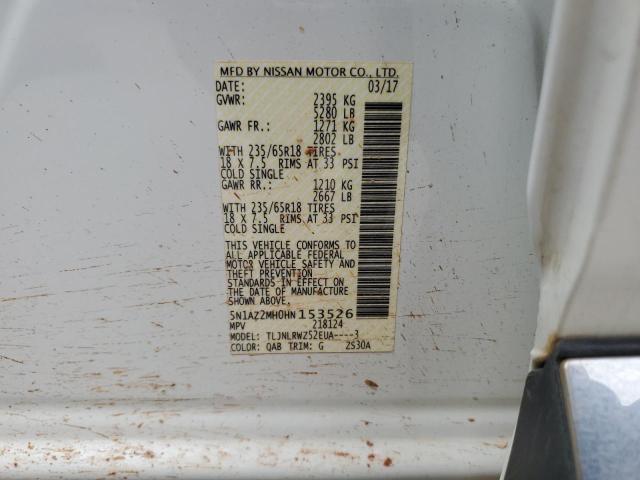 MFD BY NISSAN MOTOR CO., LTD.
DATE: 03/17
GVWR: 2395 KG
5280 LB
GAWR FR.: 1271 KG
2802 LB
WITH 235/65R18 TIRES
18 X 7.5 RIMS AT 33 PSI
COLD SINGLE
GAWR RR.: 1210 KG
2667 LB
WITH 235/65R18 TIRES
18 X 7.5 RIMS AT 33 PSI
COLD SINGLE
THIS VEHICLE CONFORMS TO
ALL APPLICABLE FEDERAL
MOTOR VEHICLE SAFETY AND
THEFT PREVENTION
STANDARDS IN EFFECT ON
THE DATE OF MANUFACTURE
SHOWN ABOVE.
5N1AZ2MH0HN153526
MPV 218124
MODEL: TLJNLRWZ52EUA----3
COLOR: QAB TRIM: G ZS30A